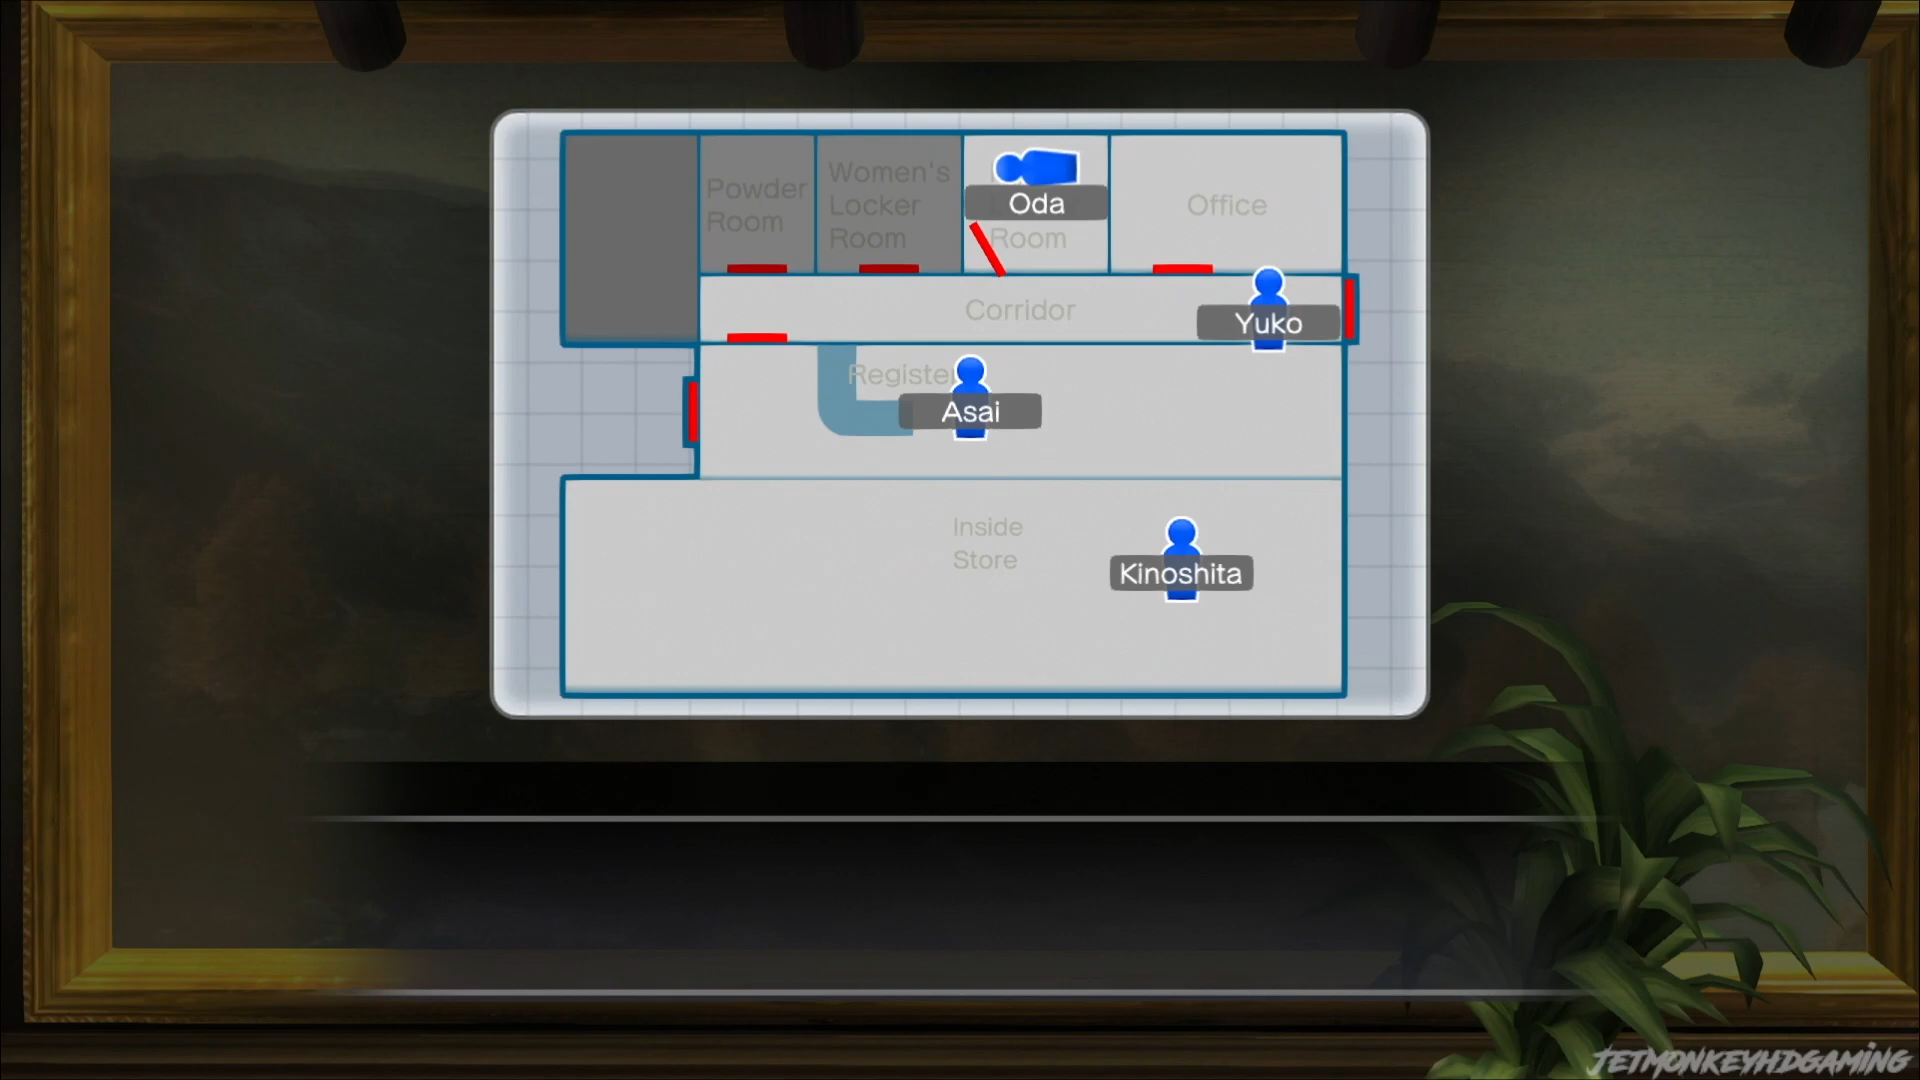 Powder
Room
Women's
Locker
Room
Oda
Room
Office
Corridor
Yuko
Register
Asai
Inside
Store
Kinoshita
JETMONKEYHDGAMING